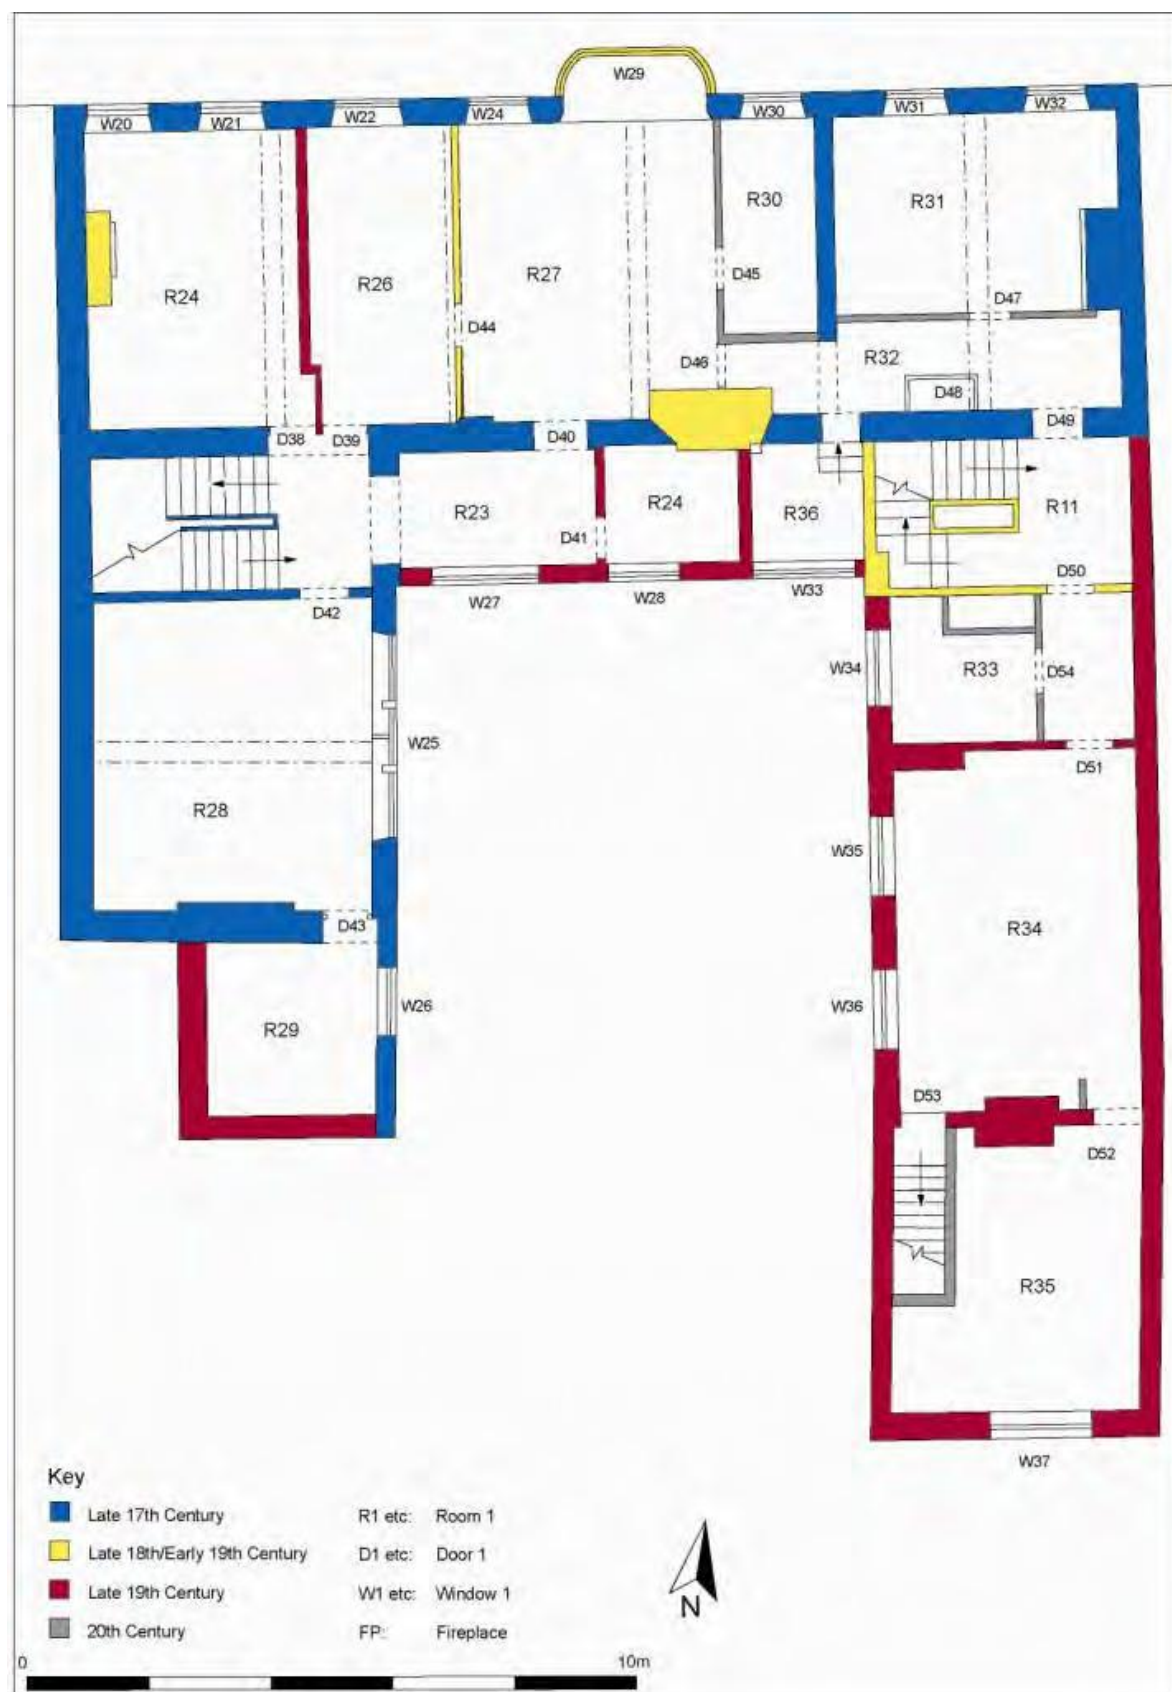 W29
W20
W21
W22
W24
W30
W31
W32
R30
R31
R24
R26
R27
D45
D47
D44
D46
R32
D48
D38
D39
D40
D49
R23
R24
R36
R11
D41
D42
W27
W28
W33
D50
W34
R33
D54
W25
D51
R28
W35
D43
R34
W26
W36
R29
D53
D52
R35
W37
Key
Late 17th Century R1 etc: Room 1
Late 18th/Early 19th Century D1 etc: Door 1
Late 19th Century W1 etc: Window 1
20th Century FP: Fireplace
N
0 10m